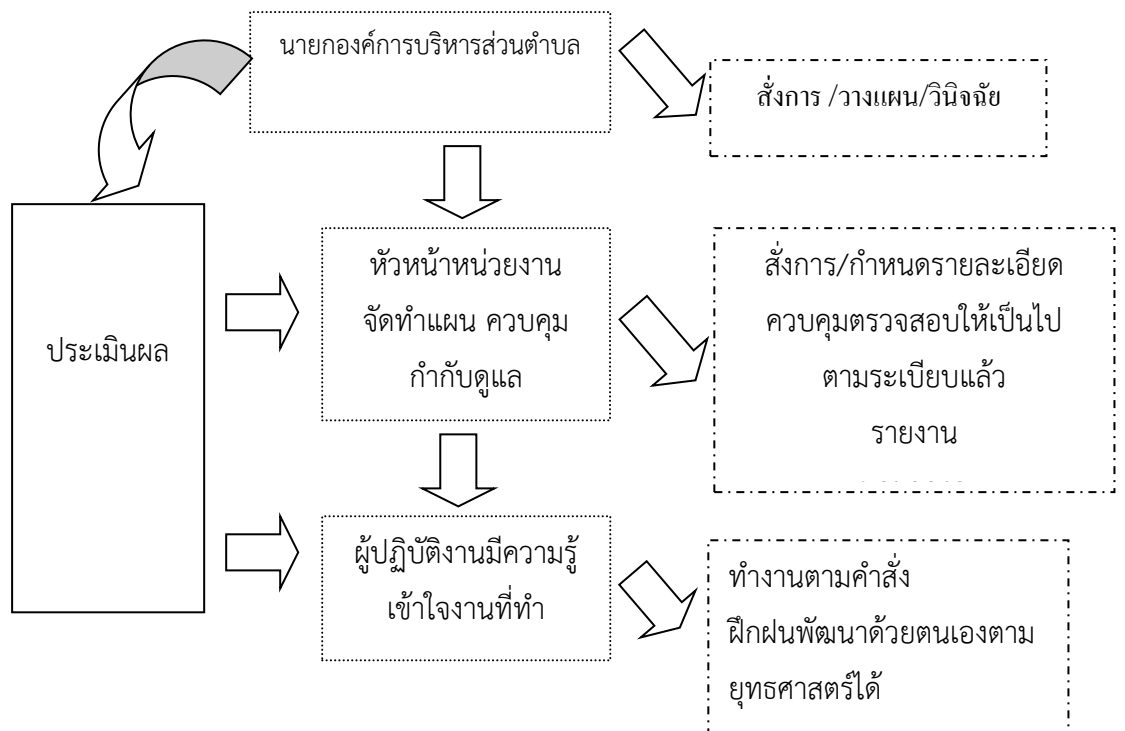 นายกองค์การบริหารส่วนตำบล
สั่งการ /วางแผน/วินิจฉัย
ประเมินผล
หัวหน้าหน่วยงาน
จัดทำแผน ควบคุม
กำกับดูแล
สั่งการ/กำหนดรายละเอียด
ควบคุมตรวจสอบให้เป็นไป
ตามระเบียบแล้ว
รายงาน
ผู้ปฏิบัติงานมีความรู้
เข้าใจงานที่ทำ
ทำงานตามคำสั่ง
ฝึกฝนพัฒนาด้วยตนเองตาม
ยุทธศาสตร์ได้